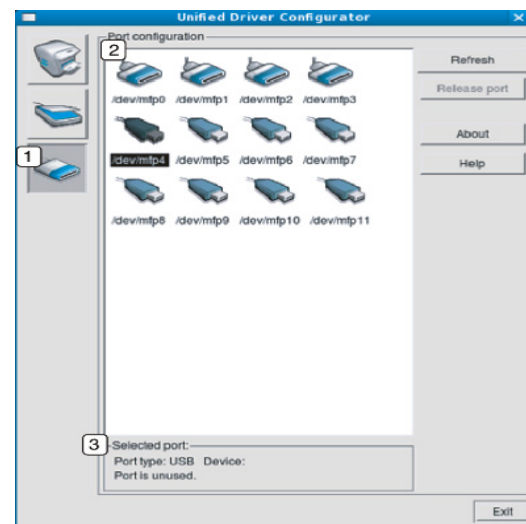 Unified Driver Configurator
Port configuration
2
Refresh
/dev/mfp0 /dev/mfp1 /dev/mfp2 /dev/mfp3
Release port
About
1
/dev/mfp4 /dev/mfp5 /dev/mfp6 /dev/mfp7
Help
/dev/mfp8 /dev/mfp9 /dev/mfp10 /dev/mfp11
3
Selected port:
Port type: USB Device:
Port is unused.
Exit